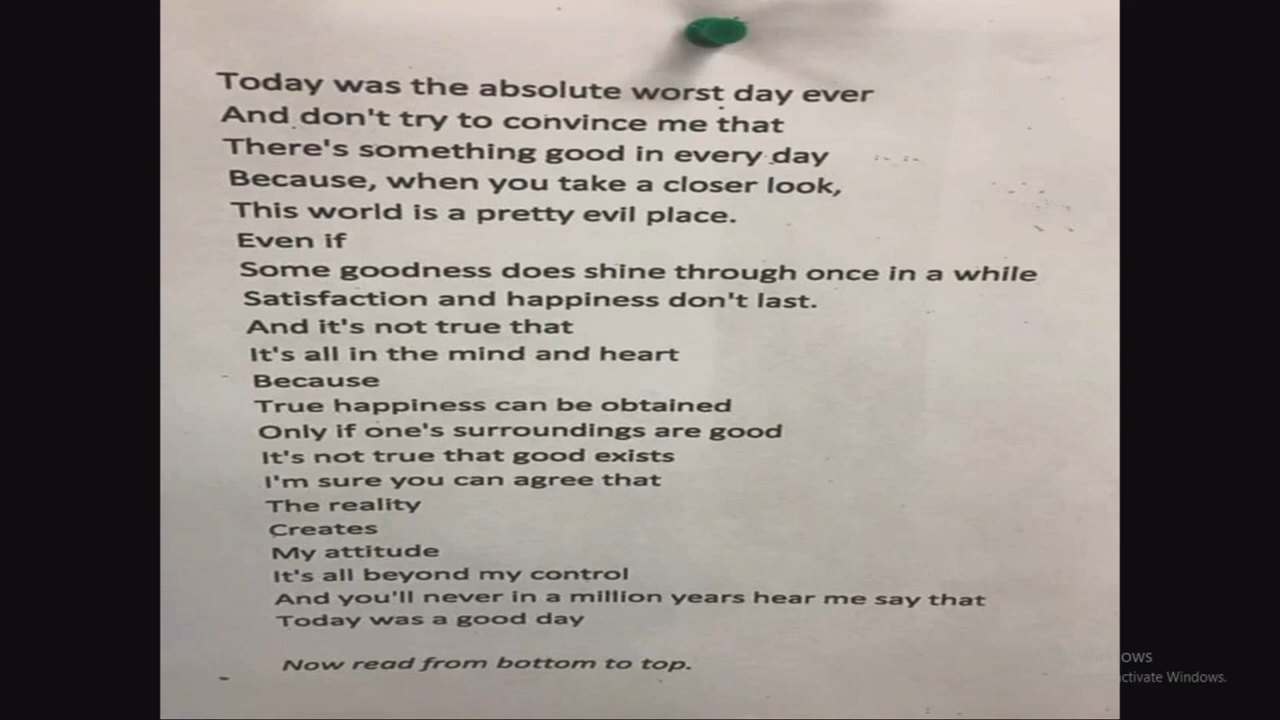 Today was the absolute worst day ever
And don't try to convince me that
There's something good in every day
Because, when you take a closer look,
This world is a pretty evil place.
Even if
Some goodness does shine through once in a while
Satisfaction and happiness don't last.
And it's not true that
It's all in the mind and heart
Because
True happiness can be obtained
Only if one's surroundings are good
It's not true that good exists
I'm sure you can agree that
The reality
Creates
My attitude
It's all beyond my control
And you'll never in a million years hear me say that
Today was a good day
Now read from bottom to top.
ows
ctivate Windows.